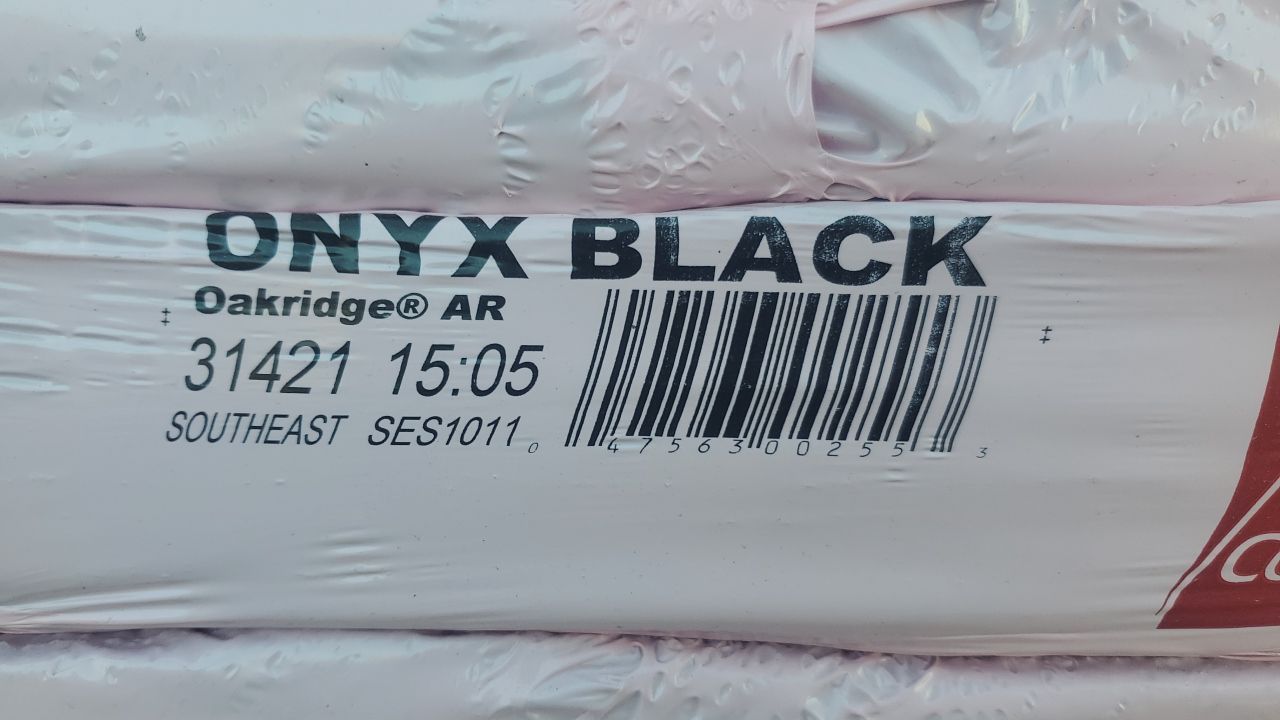 ONYX BLACK
Oakridge® AR
31421 15:05
SOUTHEAST SES1011
0 47563 00255 3